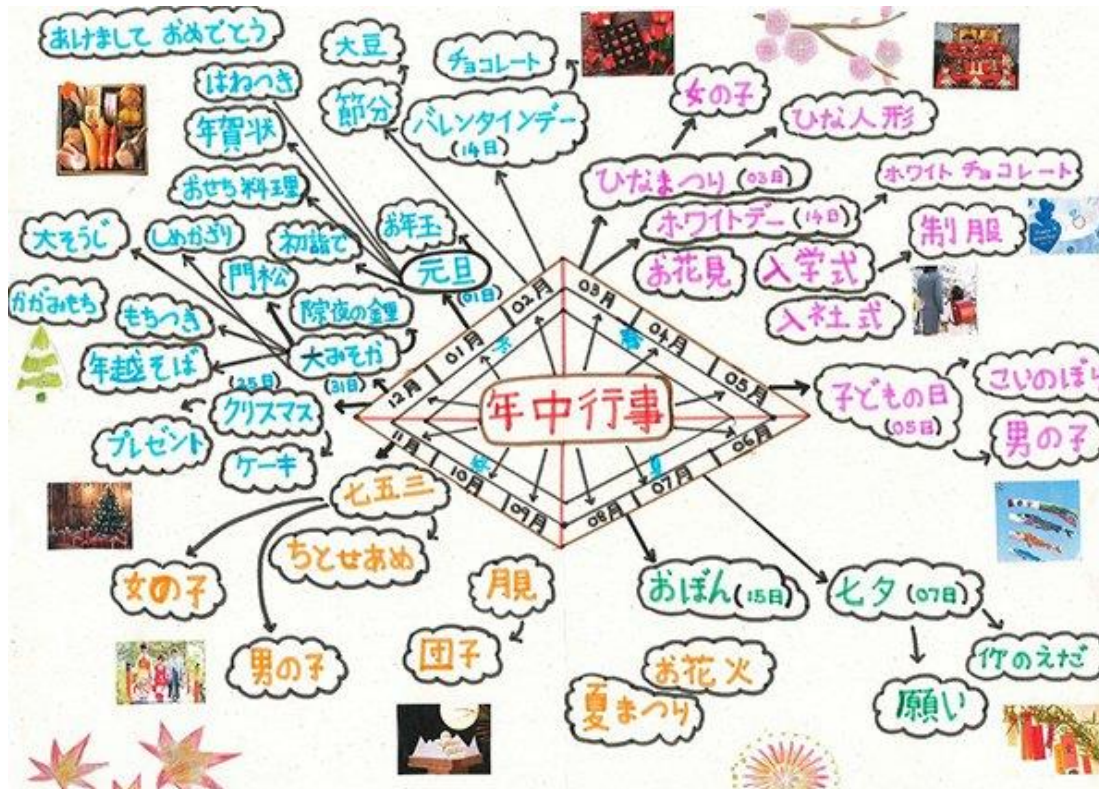 あけまして おめでとう
大豆
チョコレート
はねつき
節分
バレンタインデー
(14日)
年賀状
おせち料理
女の子
ひな人形
ひなまつり (03日)
ホワイト チョコレート
ホワイトデー (14日)
制服
お花見
入学式
入社式
お年玉
初詣で
元旦
(01日)
大そうじ
しめかざり
門松
除夜の鐘
かがみもち
もちつき
大みそか
(31日)
年越そば
(25日)
クリスマス
プレゼント
ケーキ
年中行事
01月
02月
03月
04月
05月
06月
07月
08月
09月
10月
11月
12月
冬
春
秋
夏
子どもの日
(05日)
こいのぼり
男の子
七五三
ちとせあめ
女の子
男の子
月見
団子
おぼん (15日)
七夕 (07日)
竹のえだ
願い
お花火
夏まつり